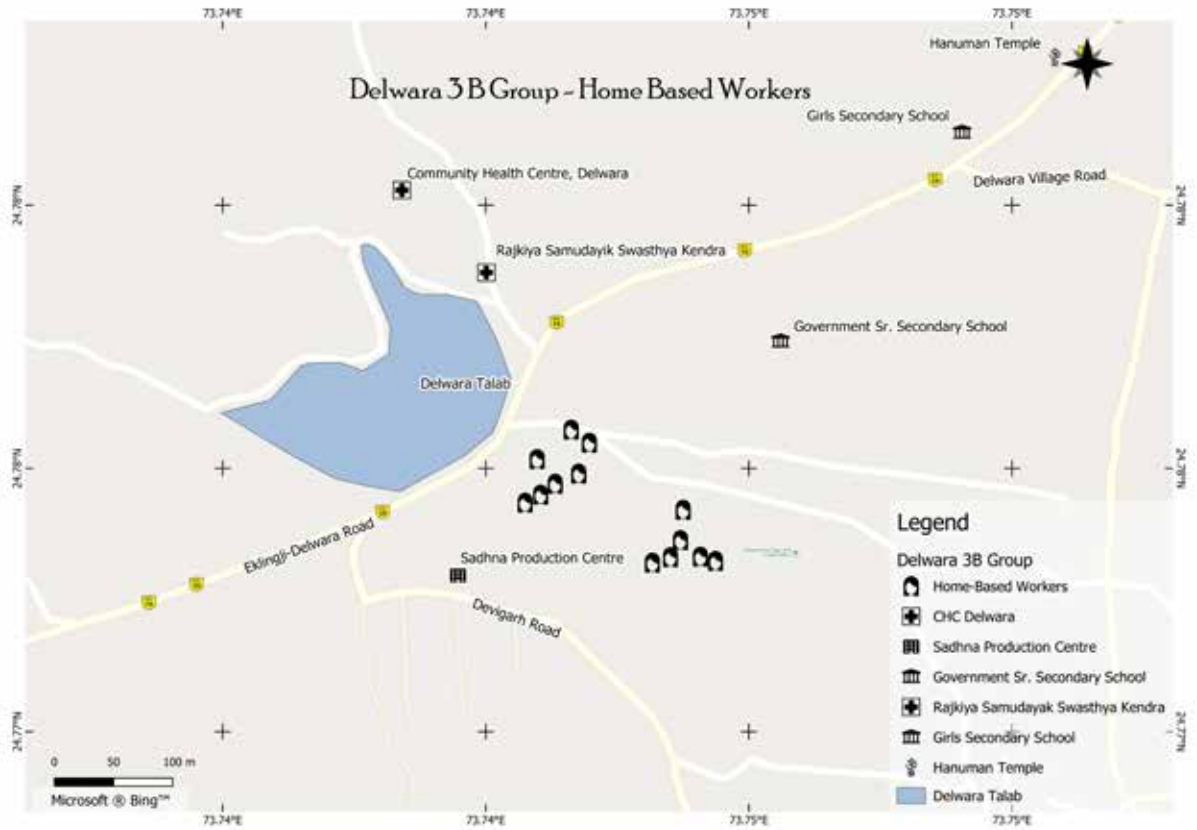 73.74°E
73.74°E
73.75°E
73.75°E
Hanuman Temple
Delwara 3 B Group - Home Based Workers
Girls Secondary School
Community Health Centre, Delwara
Delwara Village Road
24.78°N
24.78°N
Rajkiya Samudayik Swasthya Kendra
Government Sr. Secondary School
Delwara Talab
24.78°N
24.78°N
Eklingji-Delwara Road
Sadhna Production Centre
Devigarh Road
Legend
Delwara 3B Group
Home-Based Workers
CHC Delwara
Sadhna Production Centre
Government Sr. Secondary School
Rajkiya Samudayak Swasthya Kendra
Girls Secondary School
Hanuman Temple
Delwara Talab
24.77°N
24.77°N
0 50 100 m
Microsoft ® Bing™
73.74°E
73.74°E
73.75°E
73.75°E